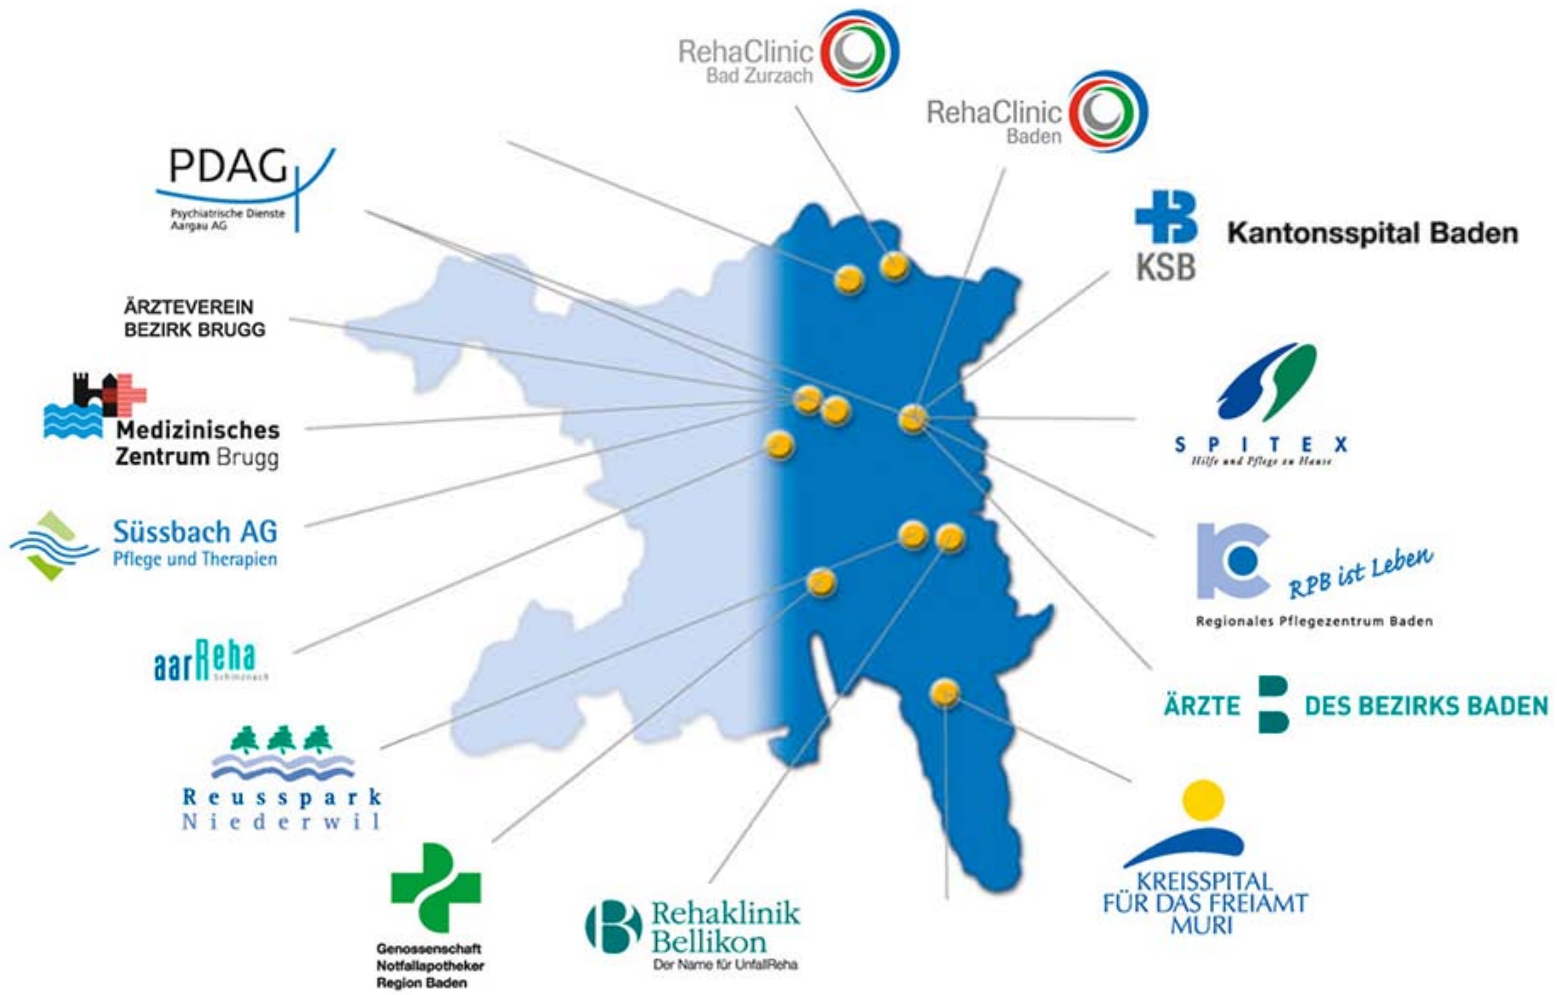 RehaClinic
Bad Zurzach
RehaClinic
Baden
PDAG
Psychiatrische Dienste
Aargau AG
KSB
Kantonsspital Baden
ÄRZTEVEREIN
BEZIRK BRUGG
Medizinisches
Zentrum Brugg
SPITEX
Hilfe und Pflege zu Hause
Süssbach AG
Pflege und Therapien
RPB ist Leben
Regionales Pflegezentrum Baden
aarReha
Schinznach
ÄRZTE DES BEZIRKS BADEN
Reusspark
Niederwil
KREISSPITAL
FÜR DAS FREIAMT
MURI
Genossenschaft
Notfallapotheker
Region Baden
Rehaklinik
Bellikon
Der Name für UnfallReha